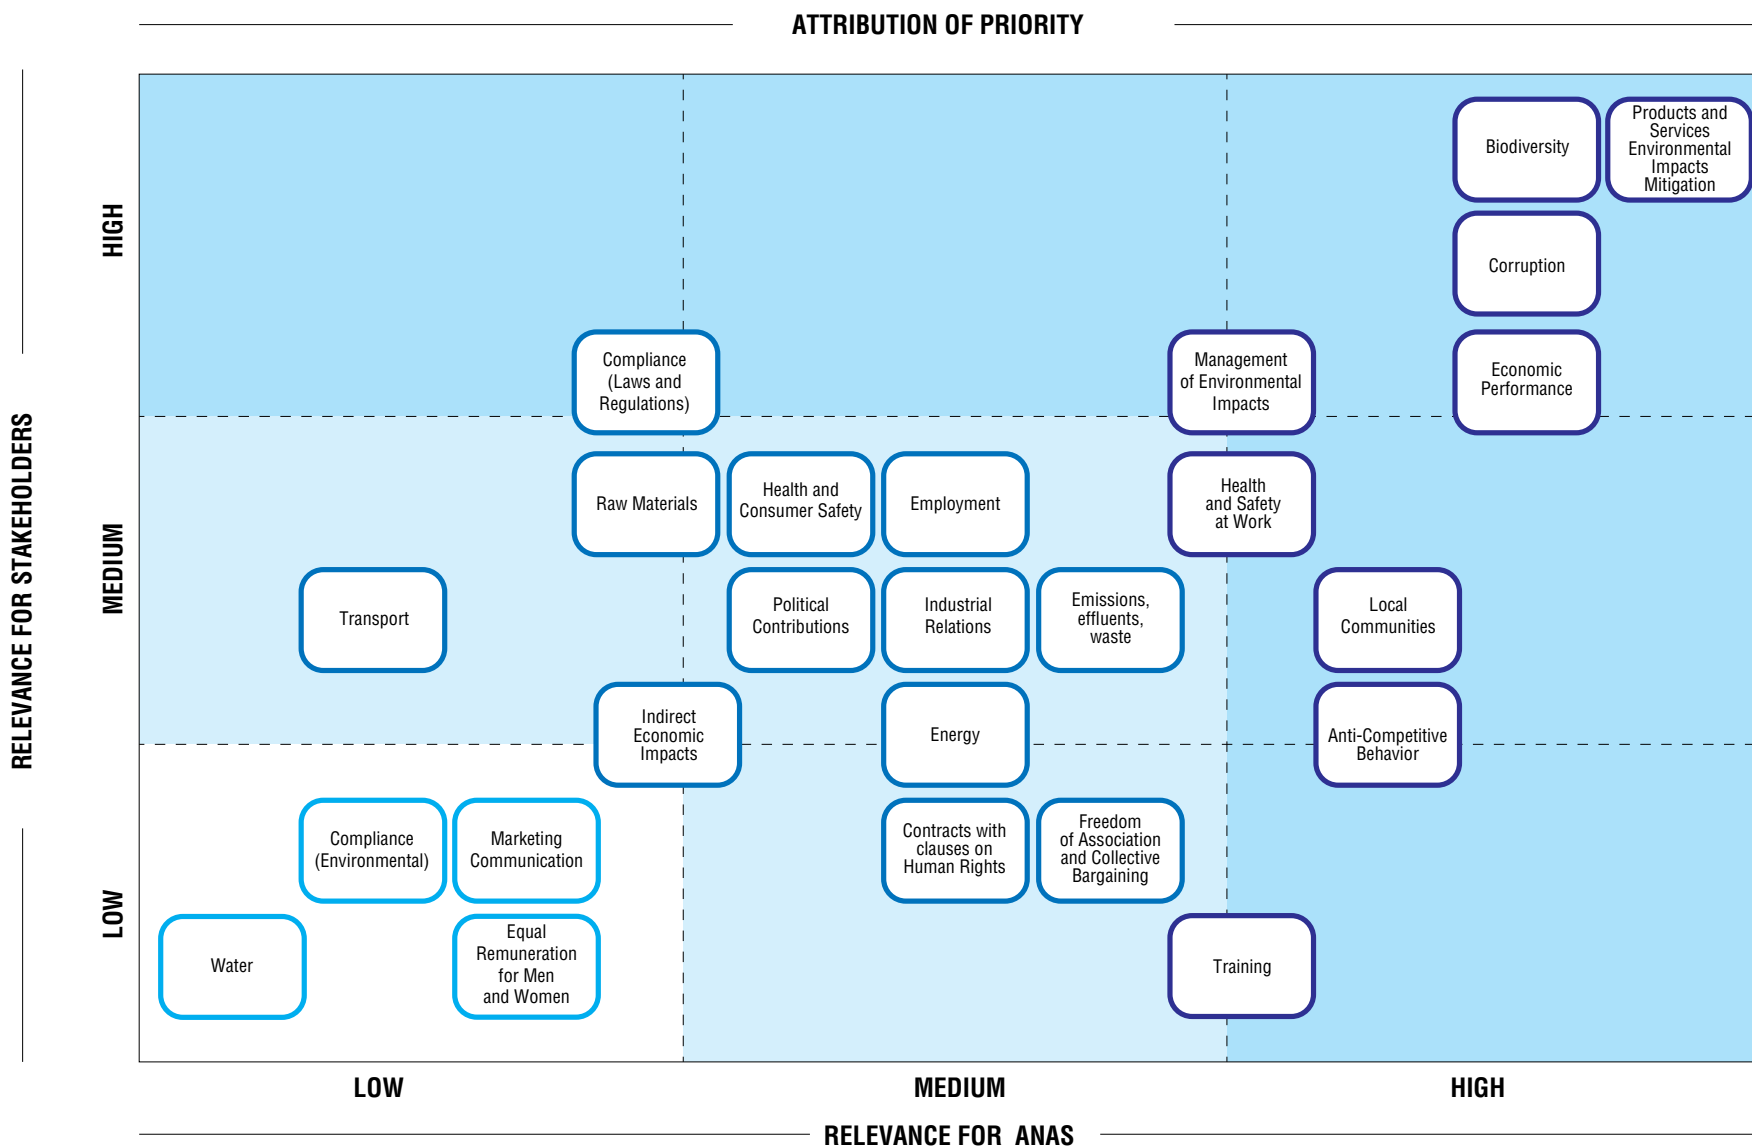 ATTRIBUTION OF PRIORITY
RELEVANCE FOR STAKEHOLDERS
HIGH
MEDIUM
LOW
Biodiversity
Products and
Services
Environmental
Impacts
Mitigation
Corruption
Compliance
(Laws and
Regulations)
Management
of Environmental
Impacts
Economic
Performance
Raw Materials
Health and
Consumer Safety
Employment
Health
and Safety
at Work
Transport
Political
Contributions
Industrial
Relations
Emissions,
effluents,
waste
Local
Communities
Indirect
Economic
Impacts
Energy
Anti-Competitive
Behavior
Compliance
(Environmental)
Marketing
Communication
Contracts with
clauses on
Human Rights
Freedom
of Association
and Collective
Bargaining
Water
Equal
Remuneration
for Men
and Women
Training
LOW
MEDIUM
HIGH
RELEVANCE FOR ANAS